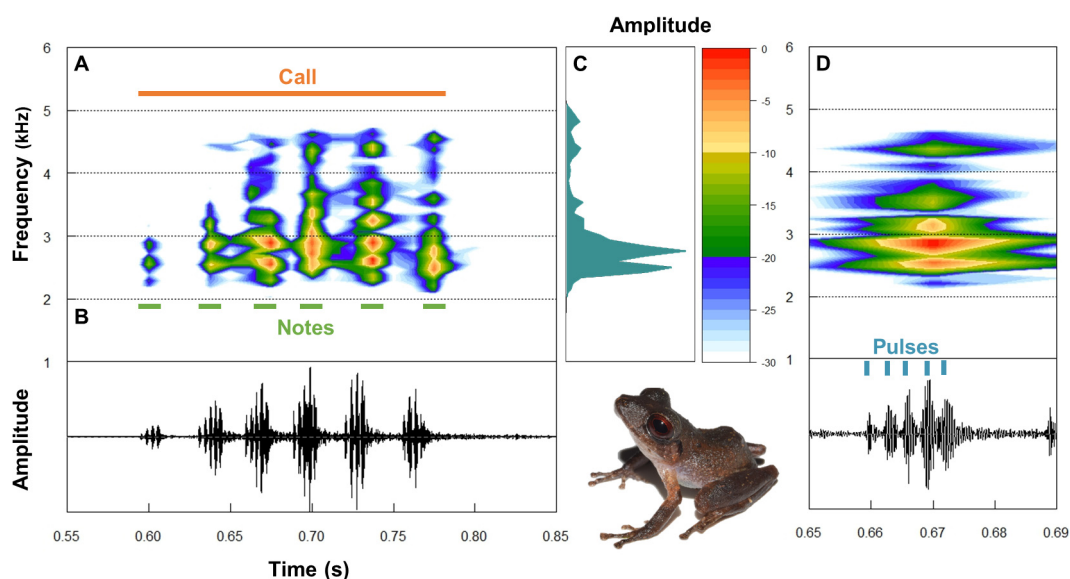 Amplitude
A
Call
6
5
4
3
2
Frequency (kHz)
Notes
C
0
-5
-10
-15
-20
-25
-30
D
6
5
4
3
2
B
1
Amplitude
0.55
0.60
0.65
0.70
0.75
0.80
0.85
Time (s)
Pulses
1
0.65
0.66
0.67
0.68
0.69